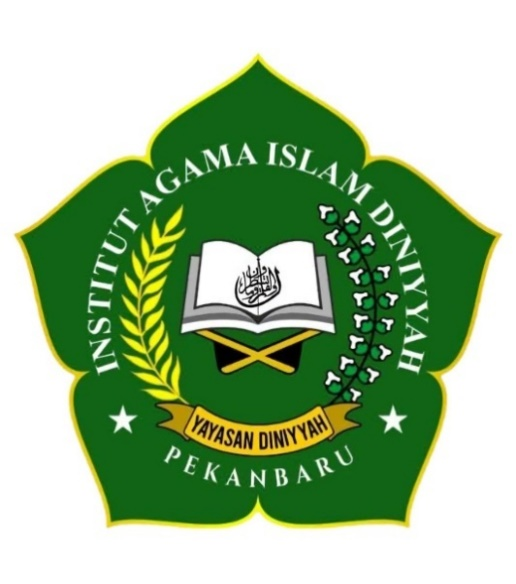 INSTITUT AGAMA ISLAM DINIYYAH
YAYASAN DINIYYAH
PEKANBARU